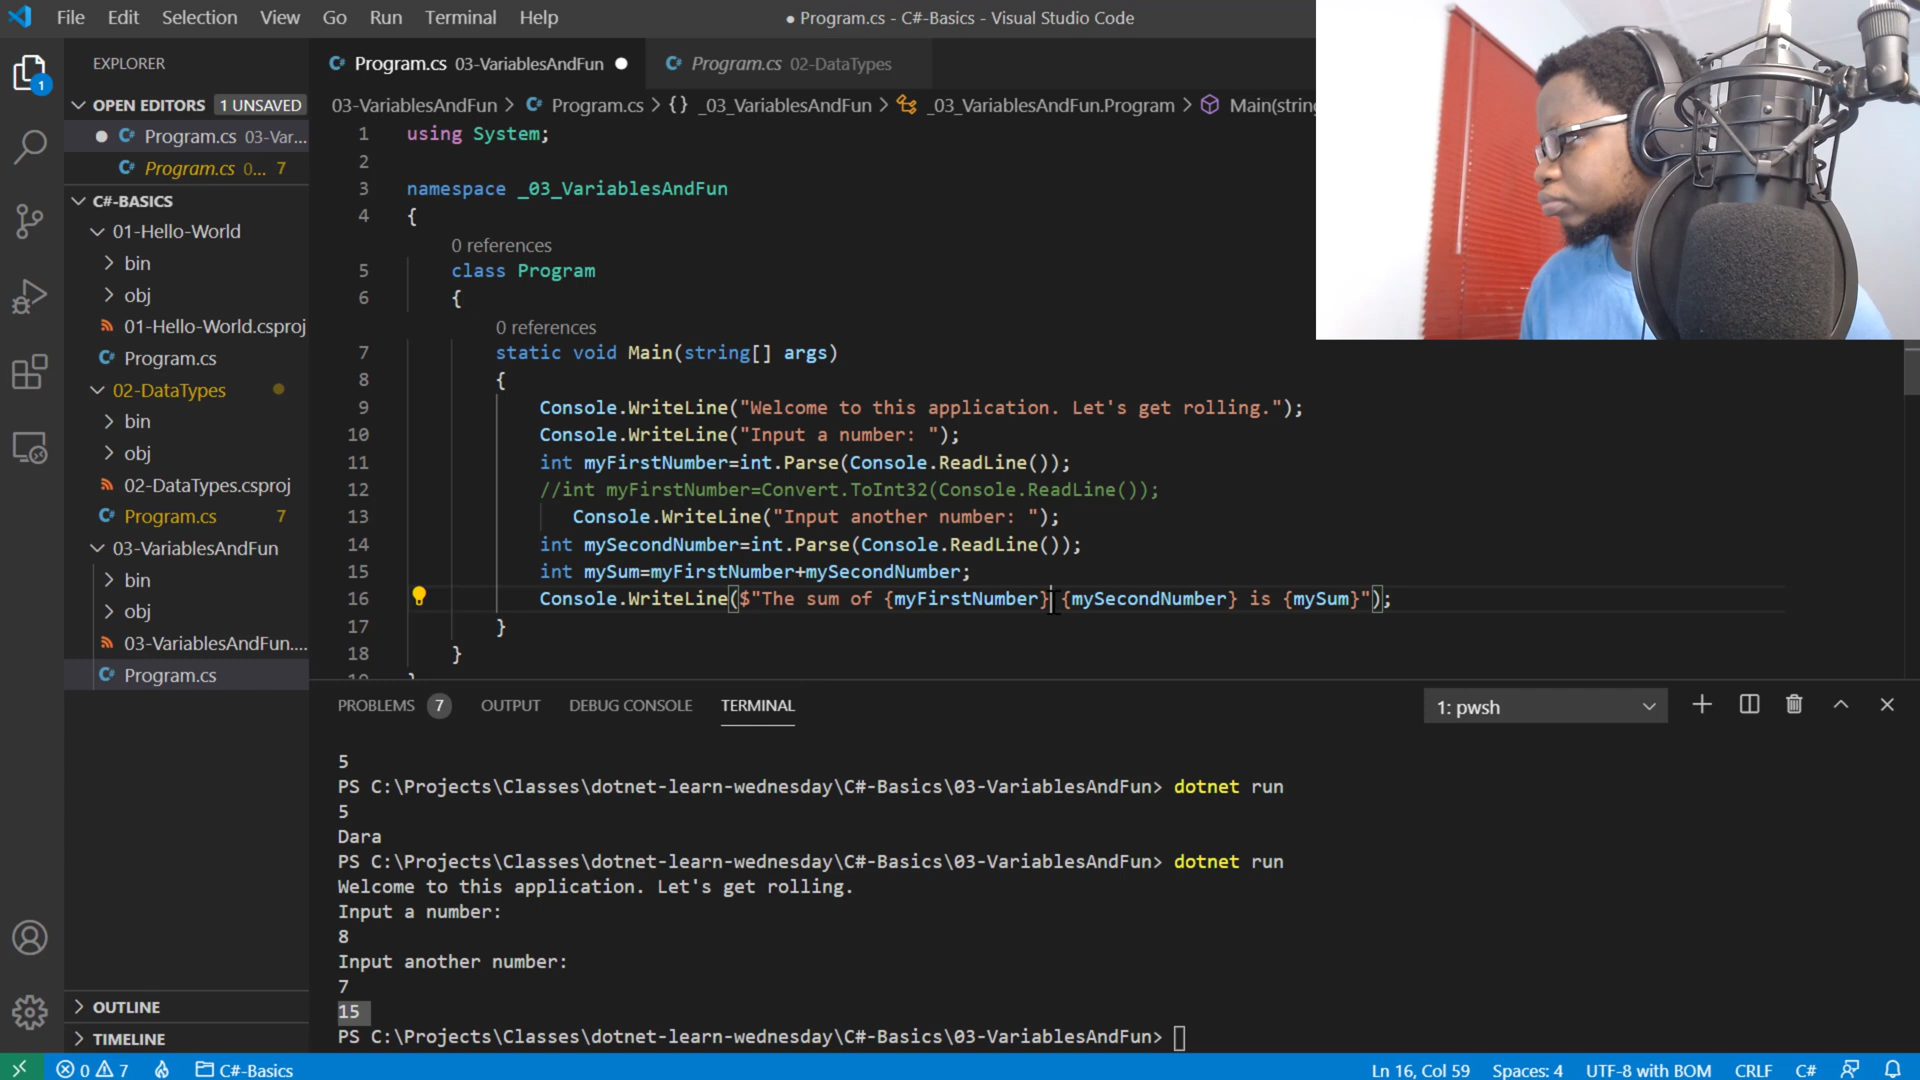 File Edit Selection View Go Run Terminal Help
● Program.cs - C#-Basics - Visual Studio Code
1
EXPLORER
OPEN EDITORS 1 UNSAVED
Program.cs 03-Var...
Program.cs 0... 7
C#-BASICS
01-Hello-World
bin
obj
01-Hello-World.csproj
Program.cs
02-DataTypes
bin
obj
02-DataTypes.csproj
Program.cs 7
03-VariablesAndFun
bin
obj
03-VariablesAndFun....
Program.cs
OUTLINE
TIMELINE
Program.cs 03-VariablesAndFun
Program.cs 02-DataTypes
03-VariablesAndFun > Program.cs > {} _03_VariablesAndFun > _03_VariablesAndFun.Program > Main(string
1 using System;
2
3 namespace _03_VariablesAndFun
4 {
0 references
5 class Program
6 {
0 references
7 static void Main(string[] args)
8 {
9 Console.WriteLine("Welcome to this application. Let's get rolling.");
10 Console.WriteLine("Input a number: ");
11 int myFirstNumber=int.Parse(Console.ReadLine());
12 //int myFirstNumber=Convert.ToInt32(Console.ReadLine());
13 Console.WriteLine("Input another number: ");
14 int mySecondNumber=int.Parse(Console.ReadLine());
15 int mySum=myFirstNumber+mySecondNumber;
16 Console.WriteLine($"The sum of {myFirstNumber} {mySecondNumber} is {mySum}");
17 }
18 }
PROBLEMS 7 OUTPUT DEBUG CONSOLE TERMINAL
1: pwsh
5
PS C:\Projects\Classes\dotnet-learn-wednesday\C#-Basics\03-VariablesAndFun> dotnet run
5
Dara
PS C:\Projects\Classes\dotnet-learn-wednesday\C#-Basics\03-VariablesAndFun> dotnet run
Welcome to this application. Let's get rolling.
Input a number:
8
Input another number:
7
15
PS C:\Projects\Classes\dotnet-learn-wednesday\C#-Basics\03-VariablesAndFun>
0 7 C#-Basics Ln 16, Col 59 Spaces: 4 UTF-8 with BOM CRLF C#